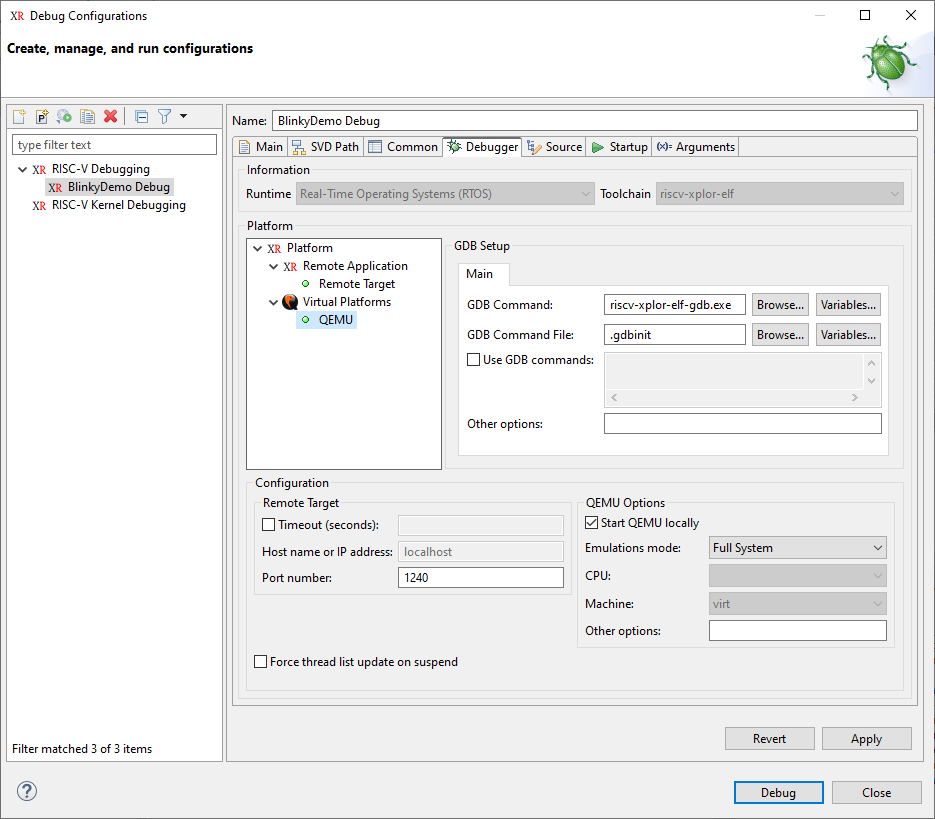 XR Debug Configurations
Create, manage, and run configurations
type filter text
XR RISC-V Debugging
XR BlinkyDemo Debug
XR RISC-V Kernel Debugging
Filter matched 3 of 3 items
Name: BlinkyDemo Debug
Main SVD Path Common Debugger Source Startup (x)= Arguments
Information
Runtime Real-Time Operating Systems (RTOS) Toolchain riscv-xplor-elf
Platform
XR Platform
XR Remote Application
Remote Target
Virtual Platforms
QEMU
GDB Setup
Main
GDB Command: riscv-xplor-elf-gdb.exe Browse... Variables...
GDB Command File: .gdbinit Browse... Variables...
Use GDB commands:
Other options:
Configuration
Remote Target
Timeout (seconds):
Host name or IP address: localhost
Port number: 1240
QEMU Options
Start QEMU locally
Emulations mode: Full System
CPU:
Machine: virt
Other options:
Force thread list update on suspend
Revert Apply
? Debug Close